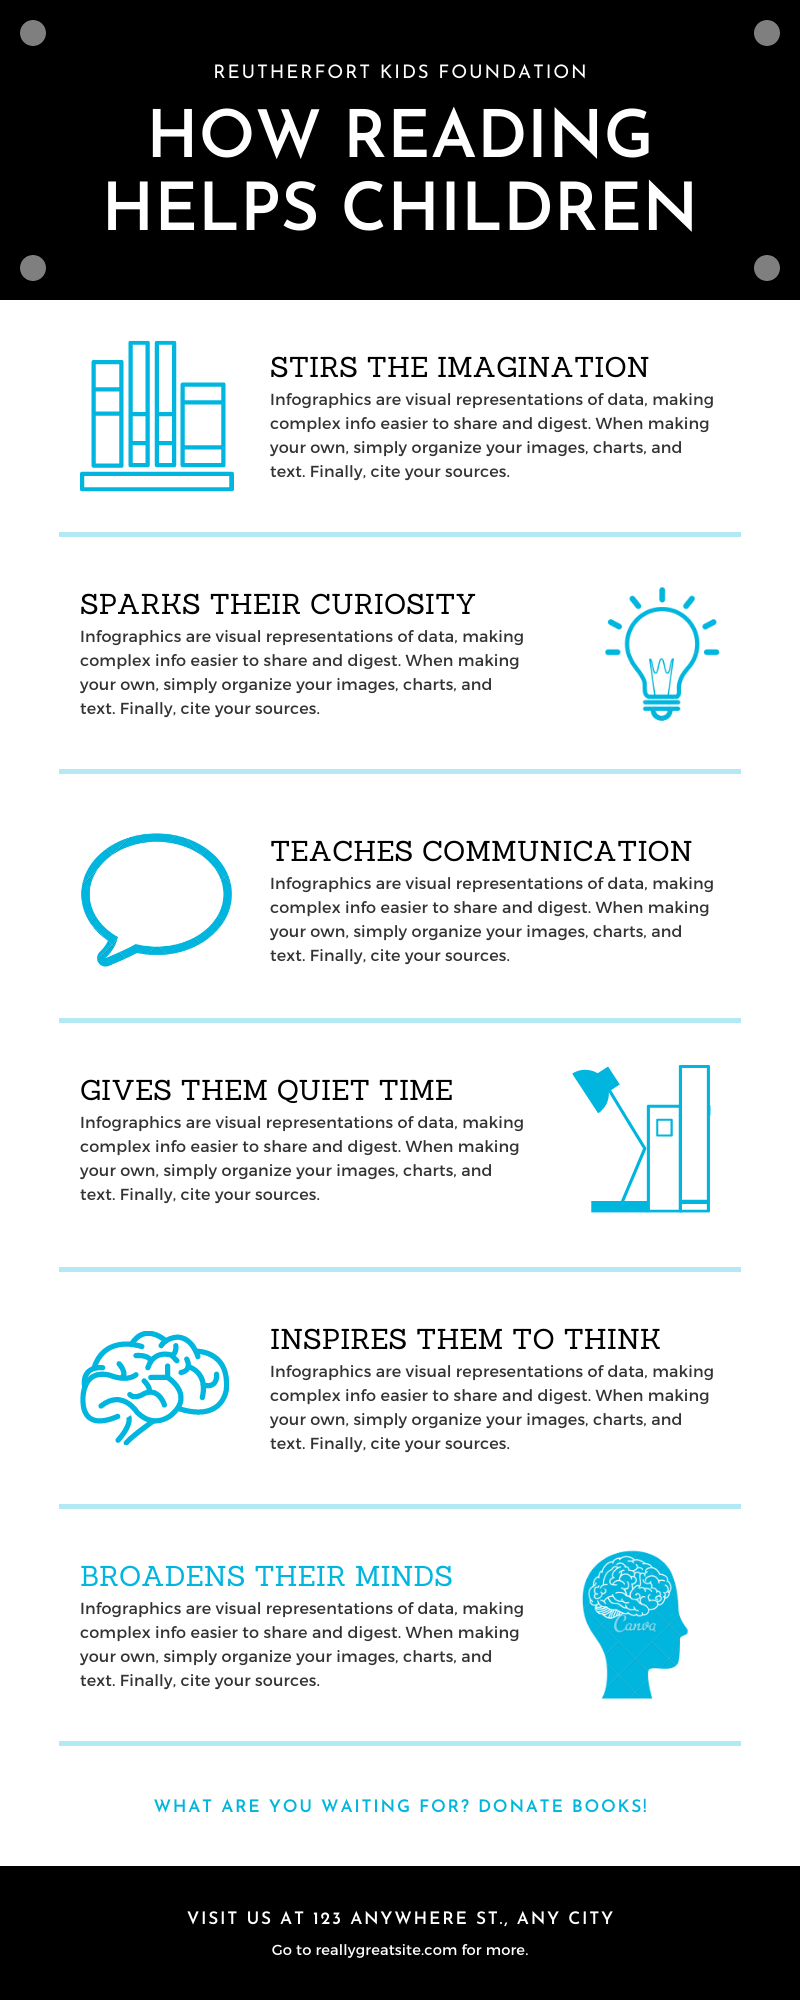 REUTHERFORT KIDS FOUNDATION
HOW READING
HELPS CHILDREN
STIRS THE IMAGINATION
Infographics are visual representations of data, making
complex info easier to share and digest. When making
your own, simply organize your images, charts, and
text. Finally, cite your sources.
SPARKS THEIR CURIOSITY
Infographics are visual representations of data, making
complex info easier to share and digest. When making
your own, simply organize your images, charts, and
text. Finally, cite your sources.
TEACHES COMMUNICATION
Infographics are visual representations of data, making
complex info easier to share and digest. When making
your own, simply organize your images, charts, and
text. Finally, cite your sources.
GIVES THEM QUIET TIME
Infographics are visual representations of data, making
complex info easier to share and digest. When making
your own, simply organize your images, charts, and
text. Finally, cite your sources.
INSPIRES THEM TO THINK
Infographics are visual representations of data, making
complex info easier to share and digest. When making
your own, simply organize your images, charts, and
text. Finally, cite your sources.
BROADENS THEIR MINDS
Infographics are visual representations of data, making
complex info easier to share and digest. When making
your own, simply organize your images, charts, and
text. Finally, cite your sources.
Canva
WHAT ARE YOU WAITING FOR? DONATE BOOKS!
VISIT US AT 123 ANYWHERE ST., ANY CITY
Go to reallygreatsite.com for more.